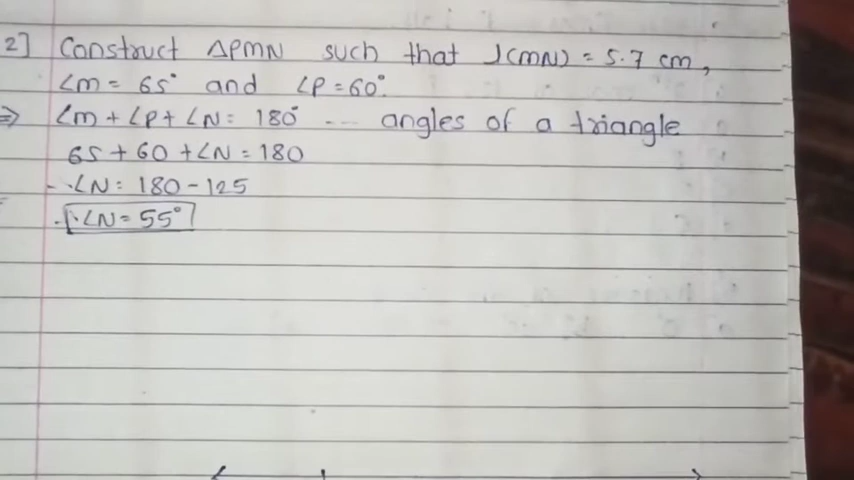 2] Construct ΔPMN such that l(MN) = 5.7 cm,
∠M = 65° and ∠P = 60°.
⇒ ∠M + ∠P + ∠N = 180° --- angles of a triangle
65 + 60 + ∠N = 180
∴ ∠N = 180 - 125
∴ ∠N = 55°